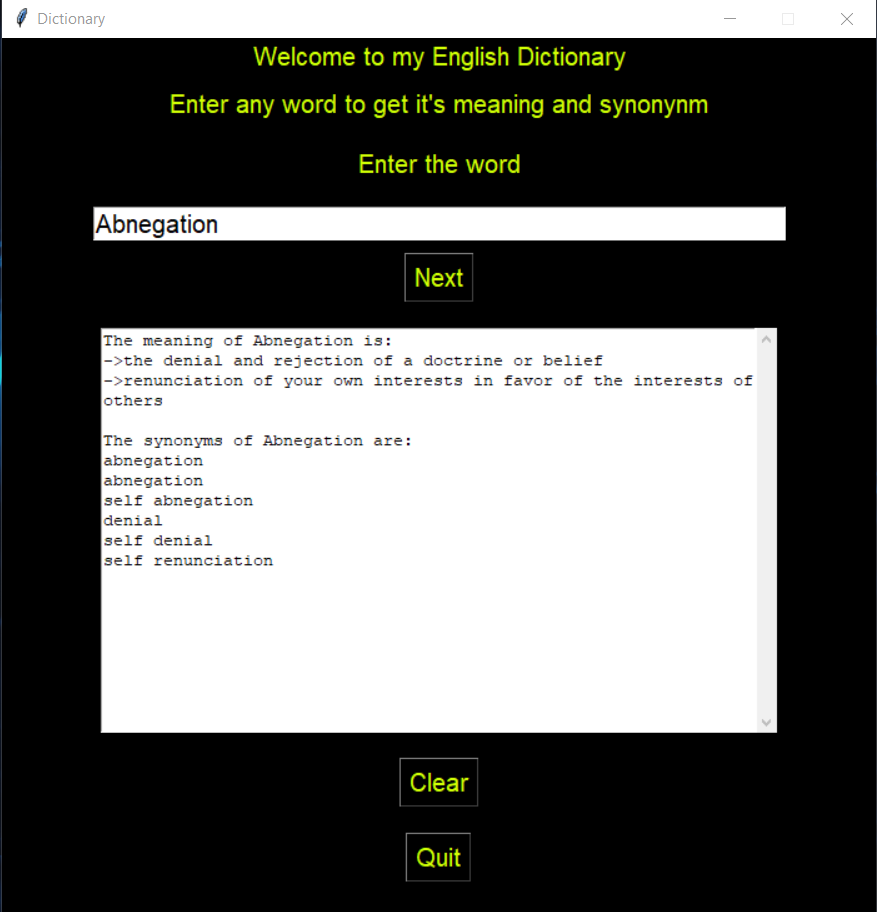 Dictionary
Welcome to my English Dictionary
Enter any word to get it's meaning and synonynm
Enter the word
Abnegation
Next
The meaning of Abnegation is:
->the denial and rejection of a doctrine or belief
->renunciation of your own interests in favor of the interests of
others
The synonyms of Abnegation are:
abnegation
abnegation
self abnegation
denial
self denial
self renunciation
Clear
Quit